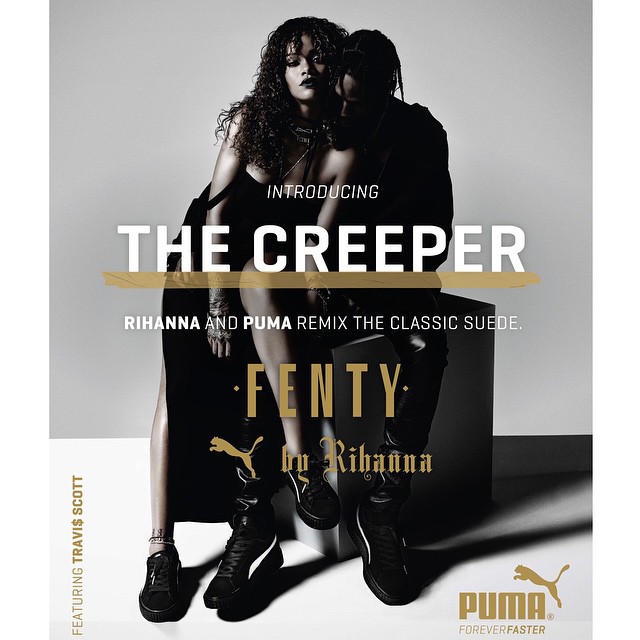 INTRODUCING
THE CREEPER
RIHANNA AND PUMA REMIX THE CLASSIC SUEDE.
·FENTY·
by Rihanna
FEATURING TRAVI$ SCOTT
PUMA®
FOREVERFASTER